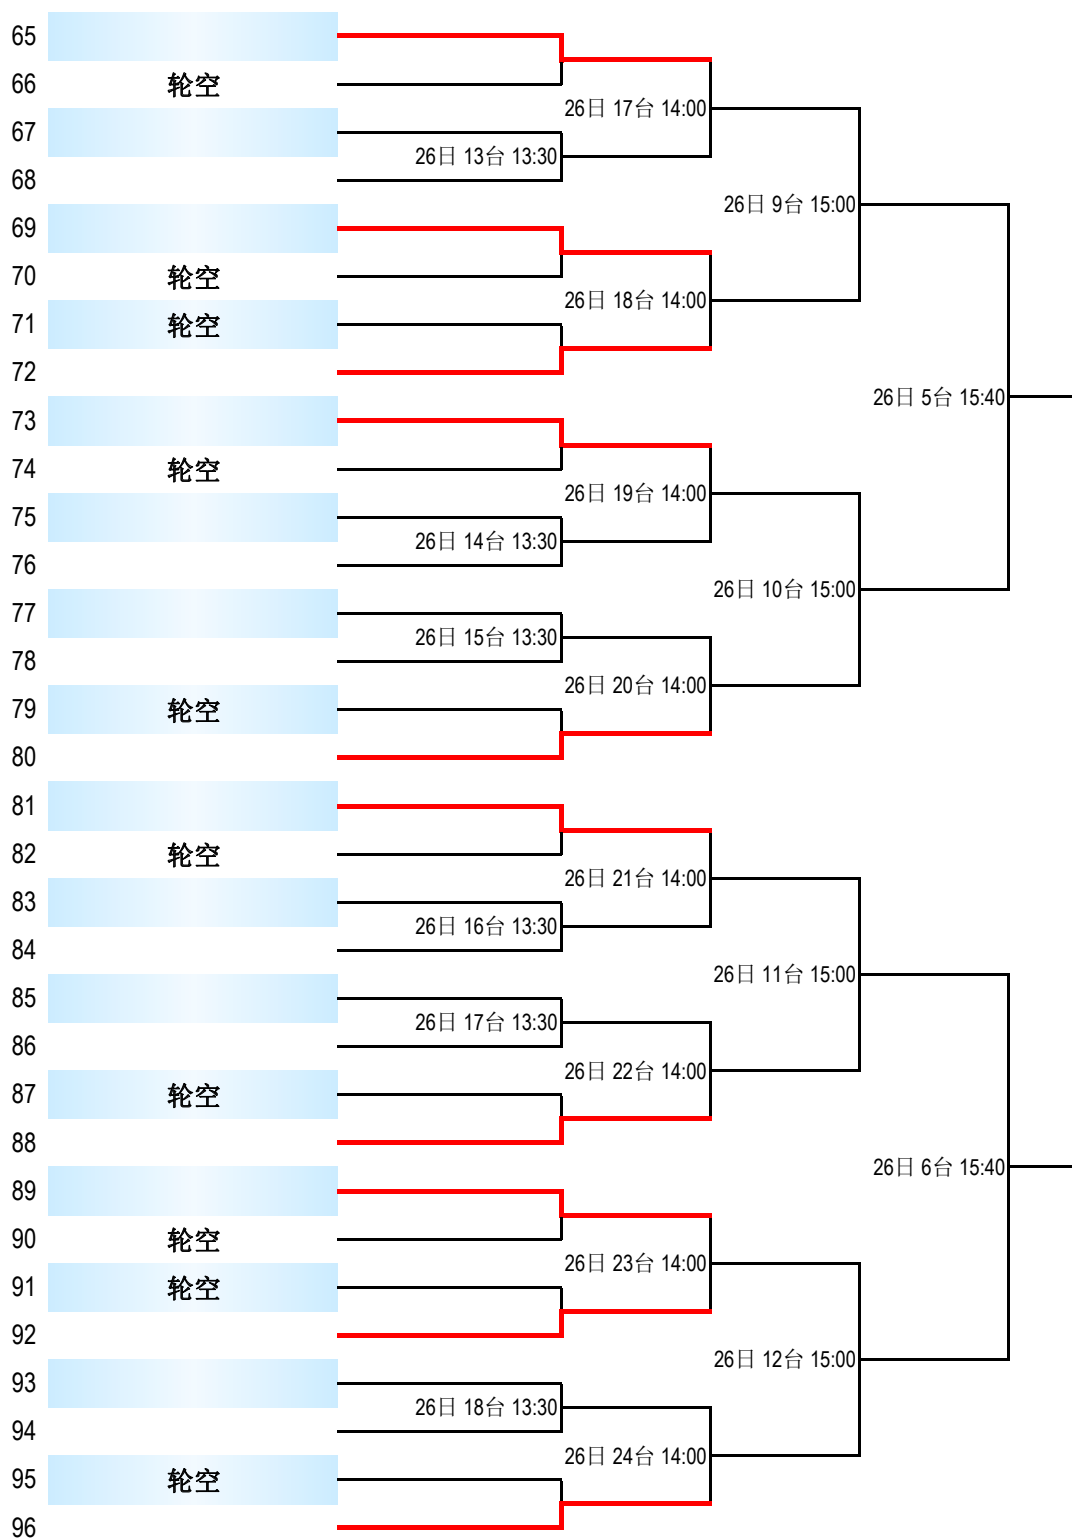 65
66 轮空
26日 17台 14:00
67
26日 13台 13:30
68
26日 9台 15:00
69
70 轮空
26日 18台 14:00
71 轮空
72
26日 5台 15:40
73
74 轮空
26日 19台 14:00
75
26日 14台 13:30
76
26日 10台 15:00
77
26日 15台 13:30
78
26日 20台 14:00
79 轮空
80
81
82 轮空
26日 21台 14:00
83
26日 16台 13:30
84
26日 11台 15:00
85
26日 17台 13:30
86
26日 22台 14:00
87 轮空
88
26日 6台 15:40
89
90 轮空
26日 23台 14:00
91 轮空
92
26日 12台 15:00
93
26日 18台 13:30
94
26日 24台 14:00
95 轮空
96